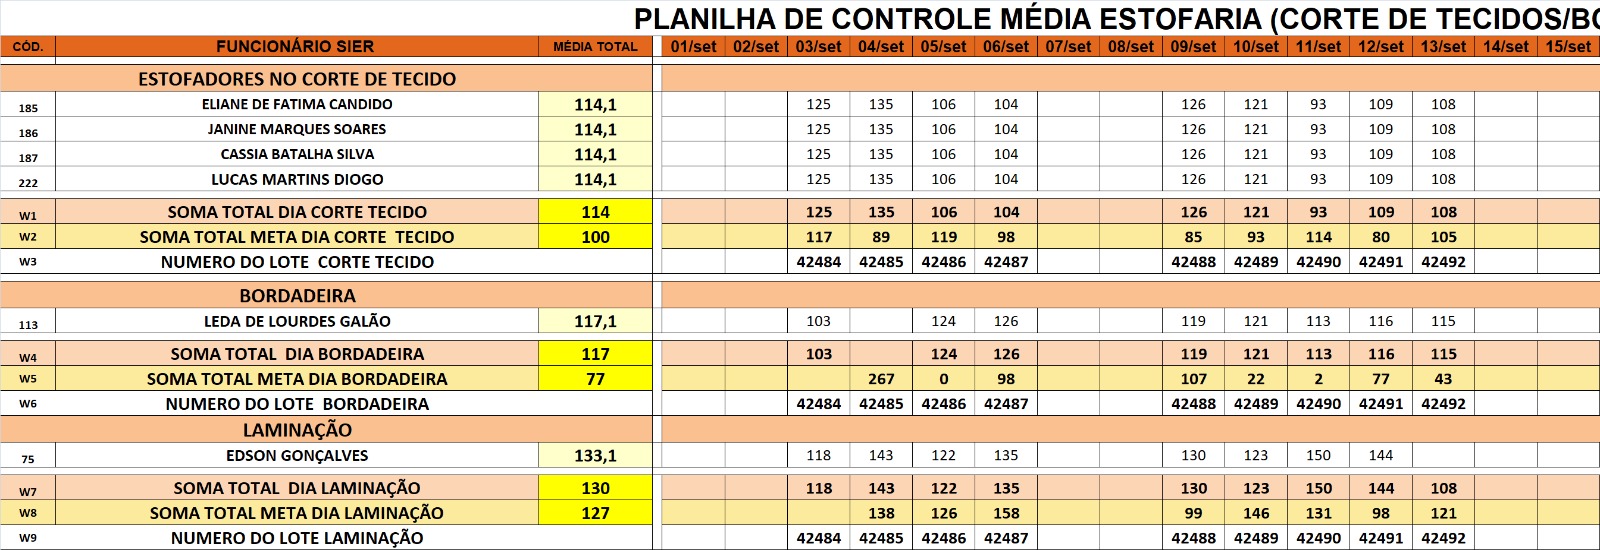 PLANILHA DE CONTROLE MÉDIA ESTOFARIA (CORTE DE TECIDOS/BO
CÓD. FUNCIONÁRIO SIER MÉDIA TOTAL 01/set 02/set 03/set 04/set 05/set 06/set 07/set 08/set 09/set 10/set 11/set 12/set 13/set 14/set 15/set
ESTOFADORES NO CORTE DE TECIDO
185 ELIANE DE FATIMA CANDIDO 114,1 125 135 106 104 126 121 93 109 108
186 JANINE MARQUES SOARES 114,1 125 135 106 104 126 121 93 109 108
187 CASSIA BATALHA SILVA 114,1 125 135 106 104 126 121 93 109 108
222 LUCAS MARTINS DIOGO 114,1 125 135 106 104 126 121 93 109 108
W1 SOMA TOTAL DIA CORTE TECIDO 114 125 135 106 104 126 121 93 109 108
W2 SOMA TOTAL META DIA CORTE TECIDO 100 117 89 119 98 85 93 114 80 105
W3 NUMERO DO LOTE CORTE TECIDO 42484 42485 42486 42487 42488 42489 42490 42491 42492
BORDADEIRA
113 LEDA DE LOURDES GALÃO 117,1 103 124 126 119 121 113 116 115
W4 SOMA TOTAL DIA BORDADEIRA 117 103 124 126 119 121 113 116 115
W5 SOMA TOTAL META DIA BORDADEIRA 77 267 0 98 107 22 2 77 43
W6 NUMERO DO LOTE BORDADEIRA 42484 42485 42486 42487 42488 42489 42490 42491 42492
LAMINAÇÃO
75 EDSON GONÇALVES 133,1 118 143 122 135 130 123 150 144
W7 SOMA TOTAL DIA LAMINAÇÃO 130 118 143 122 135 130 123 150 144 108
W8 SOMA TOTAL META DIA LAMINAÇÃO 127 138 126 158 99 146 131 98 121
W9 NUMERO DO LOTE LAMINAÇÃO 42484 42485 42486 42487 42488 42489 42490 42491 42492